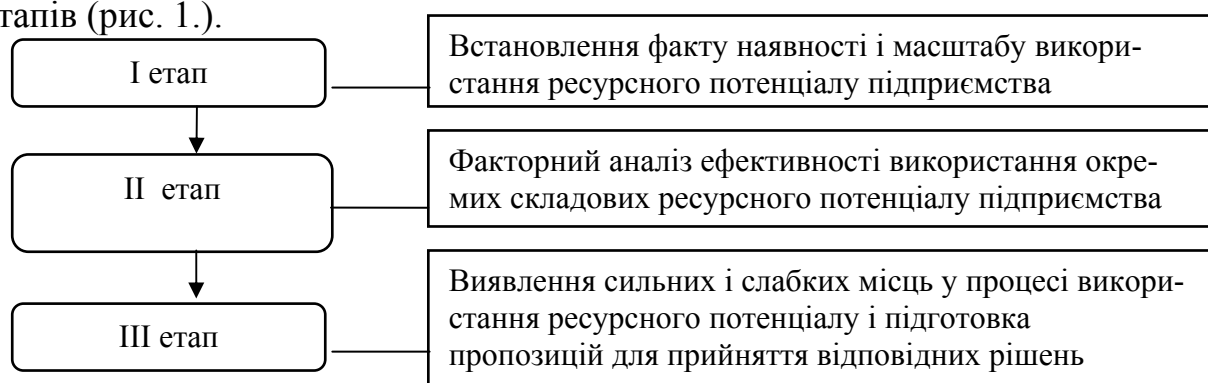 тапів (рис. 1.).
І етап
Встановлення факту наявності і масштабу викори-
стання ресурсного потенціалу підприємства
ІІ етап
Факторний аналіз ефективності використання окре-
мих складових ресурсного потенціалу підприємства
ІІІ етап
Виявлення сильних і слабких місць у процесі викори-
стання ресурсного потенціалу і підготовка
пропозицій для прийняття відповідних рішень